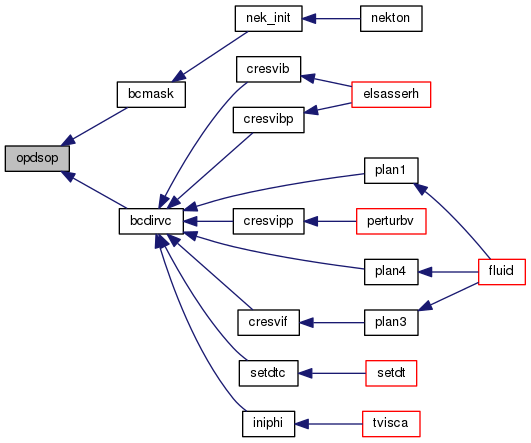 nek_init
nekton
cresvib
bcmask
elsasserh
cresvibp
opdsop
plan1
bcdirvc
cresvipp
perturbv
plan4
fluid
cresvif
plan3
setdtc
setdt
iniphi
tvisca